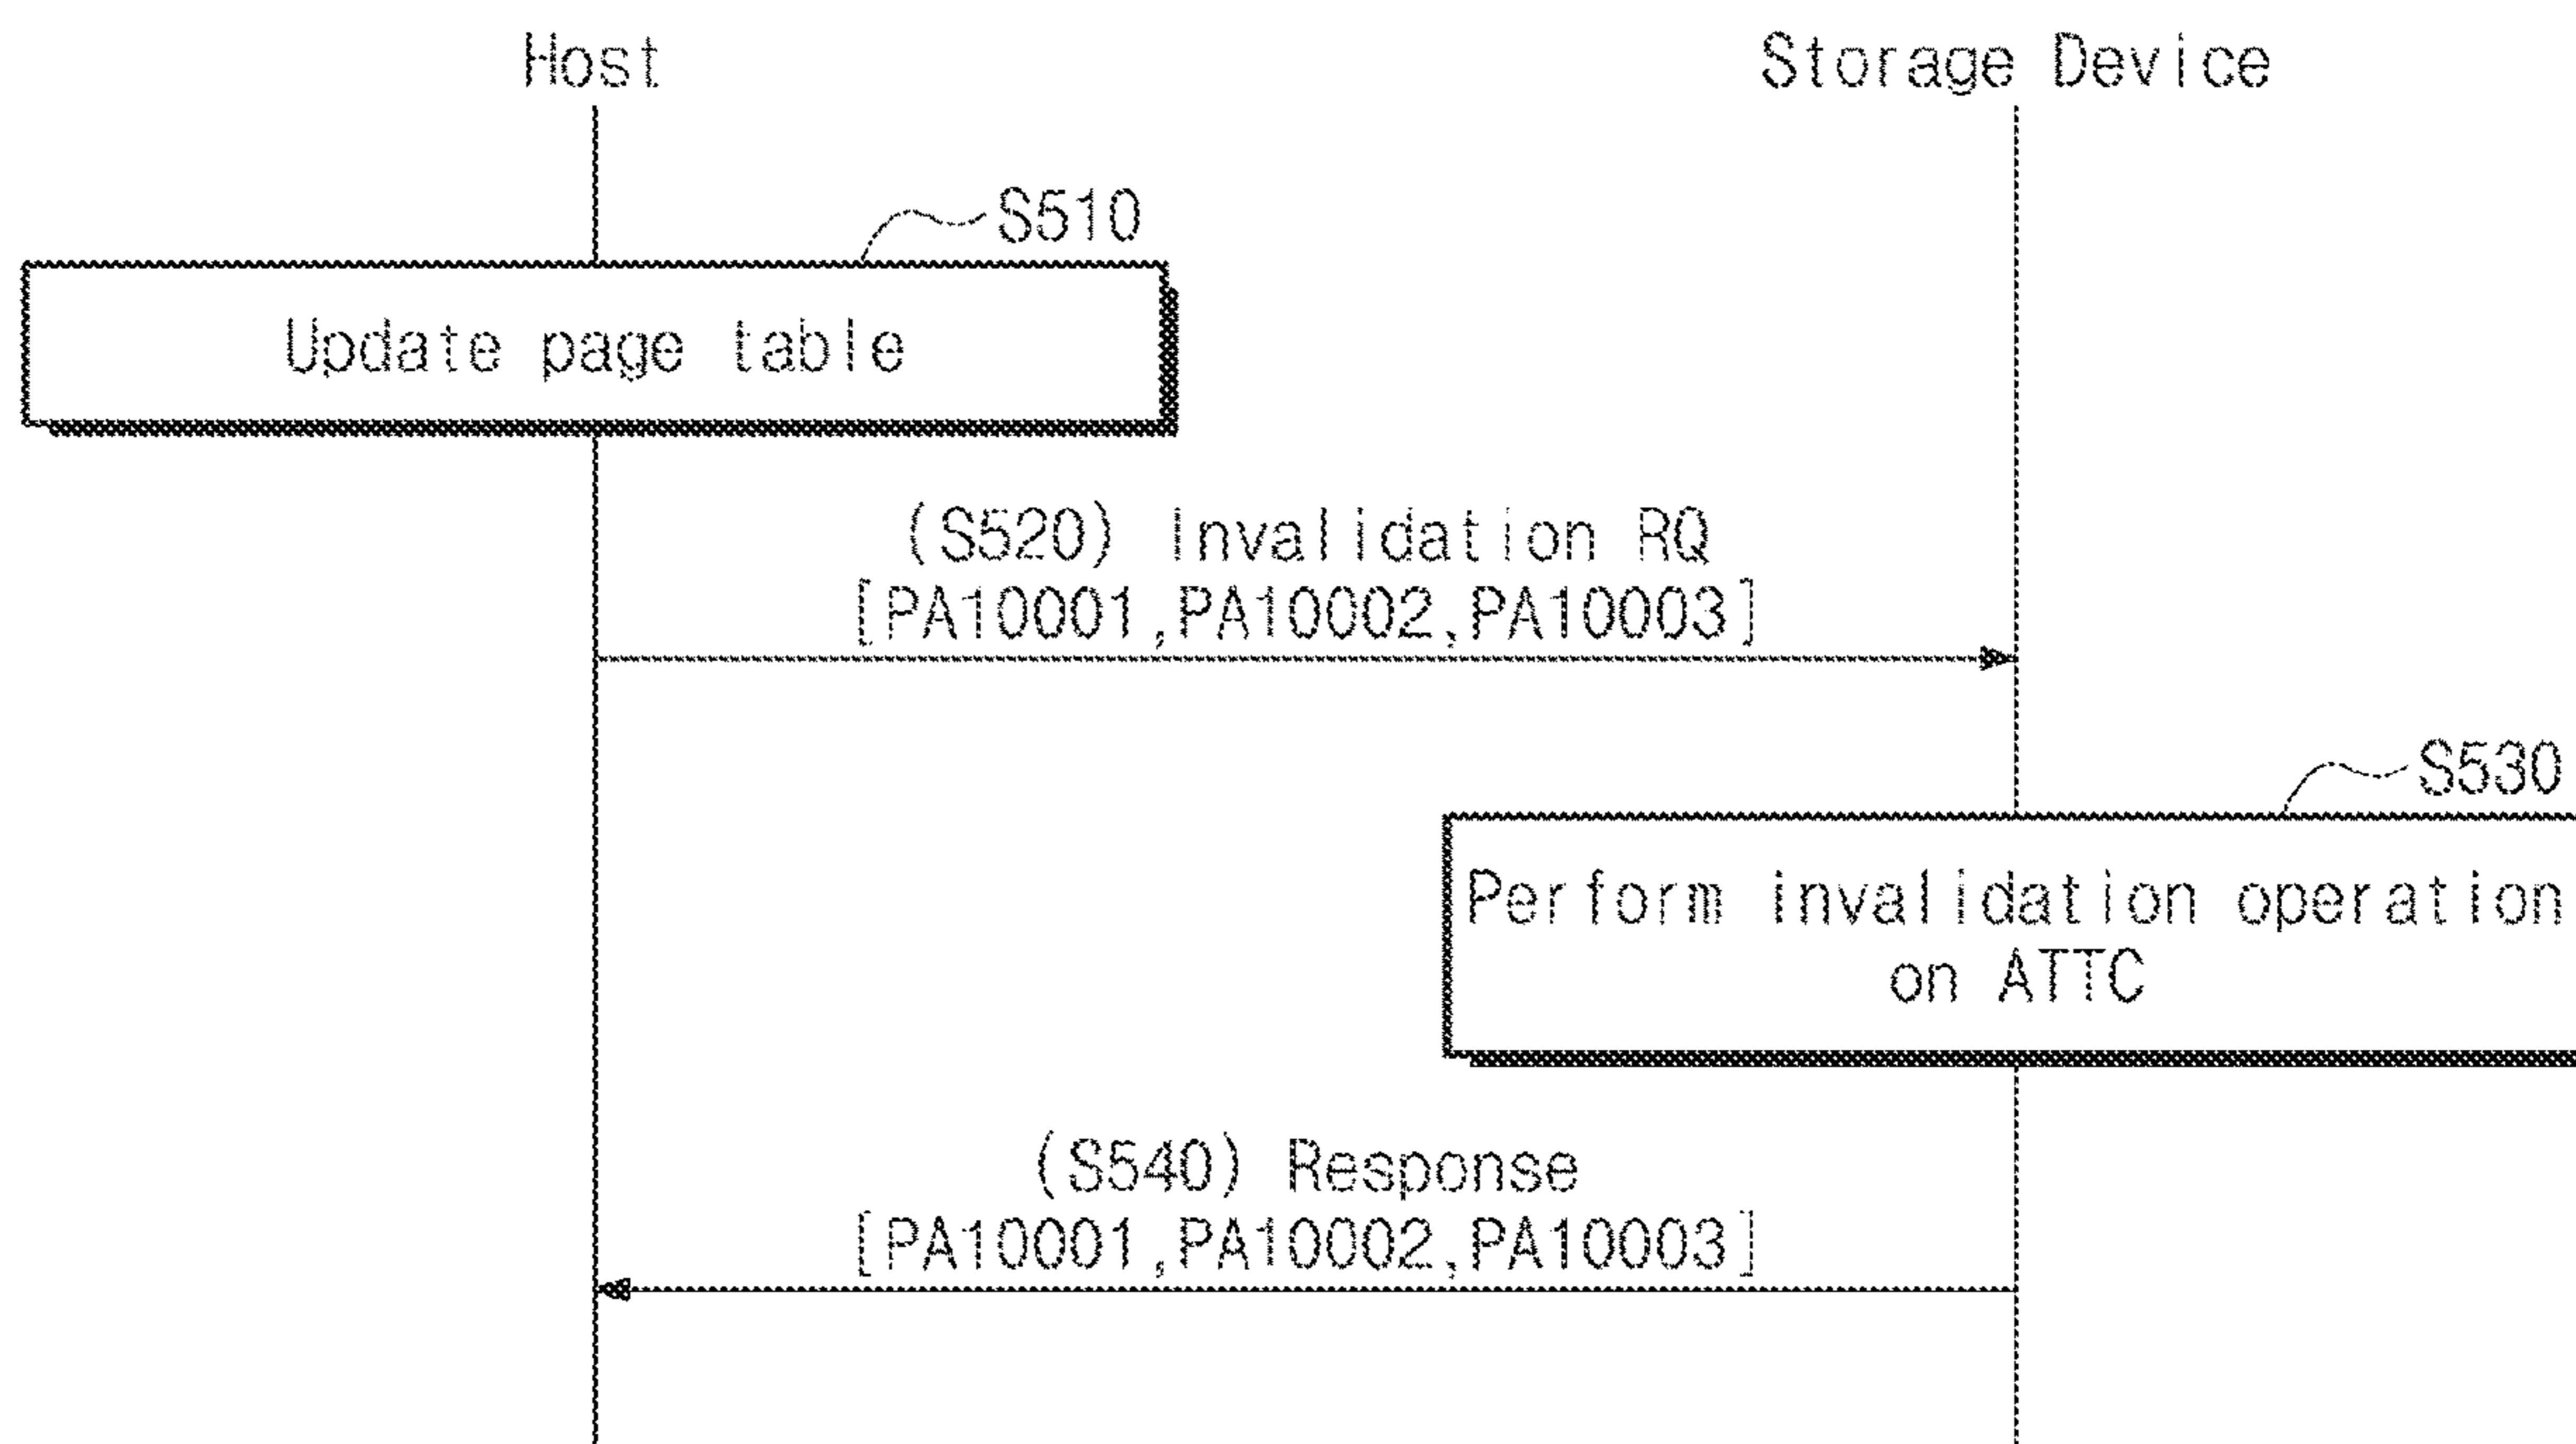 Host
Storage Device
S510
Update page table
(S520) Invalidation RQ
[PA10001,PA10002,PA10003]
S530
Perform invalidation operation
on ATTC
(S540) Response
[PA10001,PA10002,PA10003]